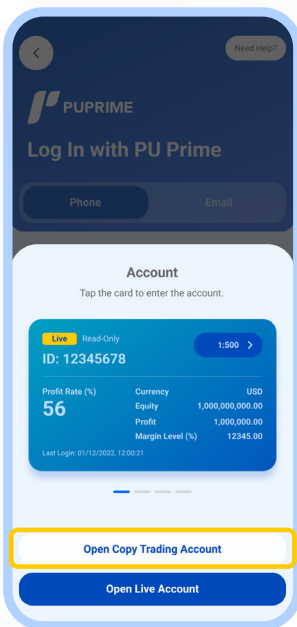 Need Help?
PUPRIME
Log In with PU Prime
Phone Email
Account
Tap the card to enter the account.
Live Read-Only
1:500
ID: 12345678
Profit Rate (%) Currency USD
56 Equity 1,000,000,000.00
Profit 1,000,000.00
Margin Level (%) 12345.00
Last Login: 01/12/2022, 12:00:21
Open Copy Trading Account
Open Live Account